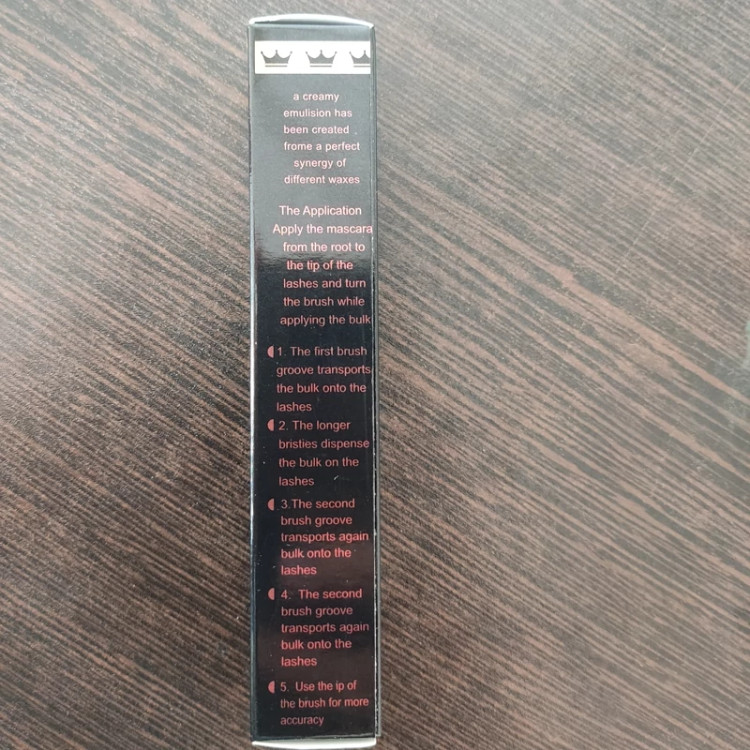 a creamy
emulision has
been created .
frome a perfect
synergy of
different waxes
The Application
Apply the mascara
from the root to
the tip of the
lashes and turn
the brush while
applying the bulk
1. The first brush
groove transports
the bulk onto the
lashes
2. The longer
bristies dispense
the bulk on the
lashes
3.The second
brush groove
transports again
bulk onto the
lashes
4. The second
brush groove
transports again
bulk onto the
lashes
5. Use the ip of
the brush for more
accuracy